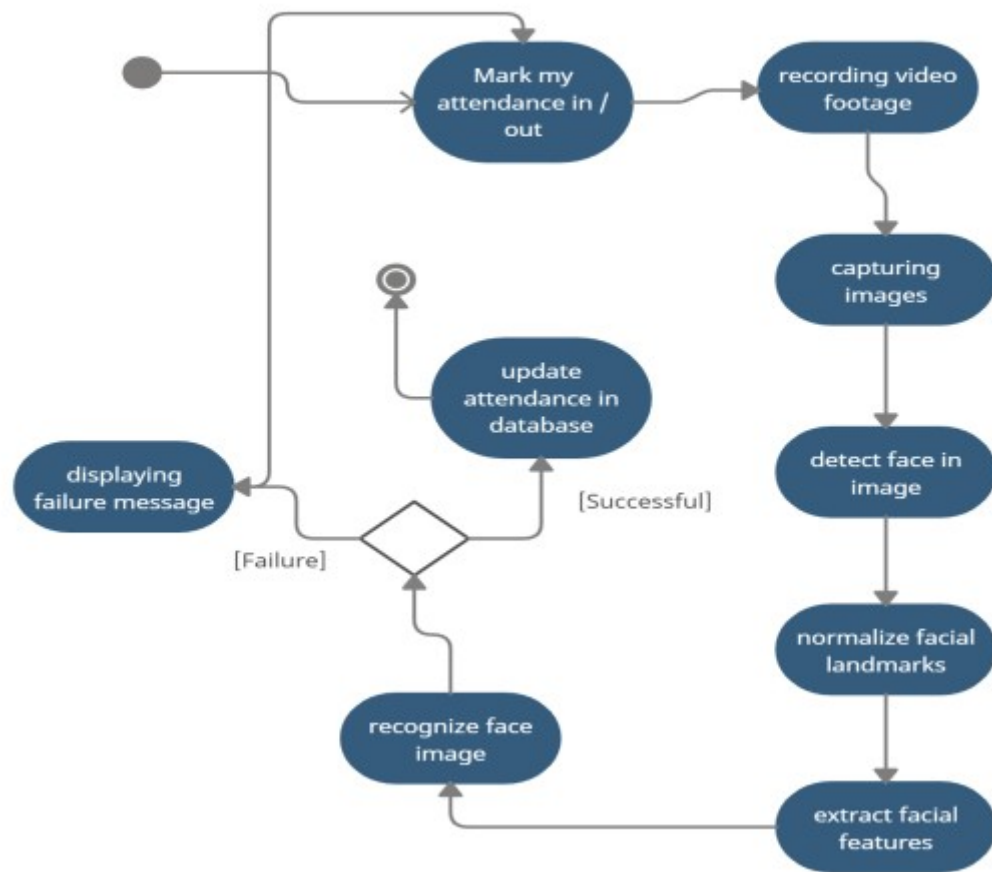 Mark my
attendance in /
out
recording video
footage
capturing
images
update
attendance in
database
detect face in
image
displaying
failure message
[Successful]
[Failure]
normalize facial
landmarks
recognize face
image
extract facial
features